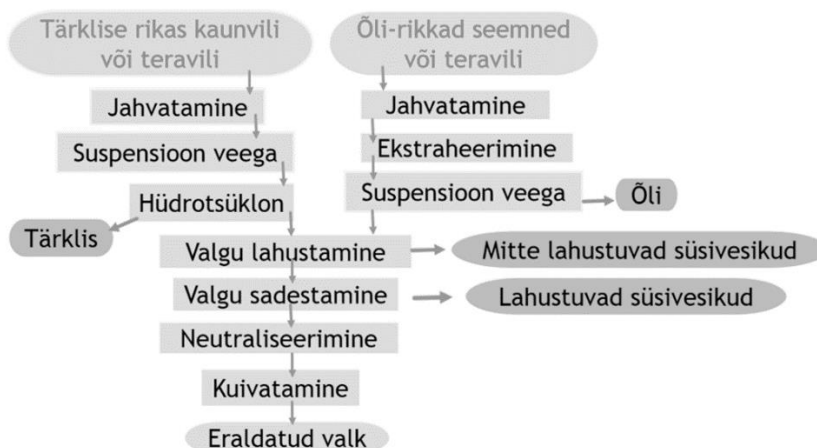 Tärklise rikas kaunvili
või teravili
Õli-rikkad seemned
või teravili
Jahvatamine
Jahvatamine
Suspensioon veega
Ekstraheerimine
Hüdrotsüklon
Suspensioon veega
Õli
Tärklis
Valgu lahustamine
Mitte lahustuvad süsivesikud
Valgu sadestamine
Lahustuvad süsivesikud
Neutraliseerimine
Kuivatamine
Eraldatud valk